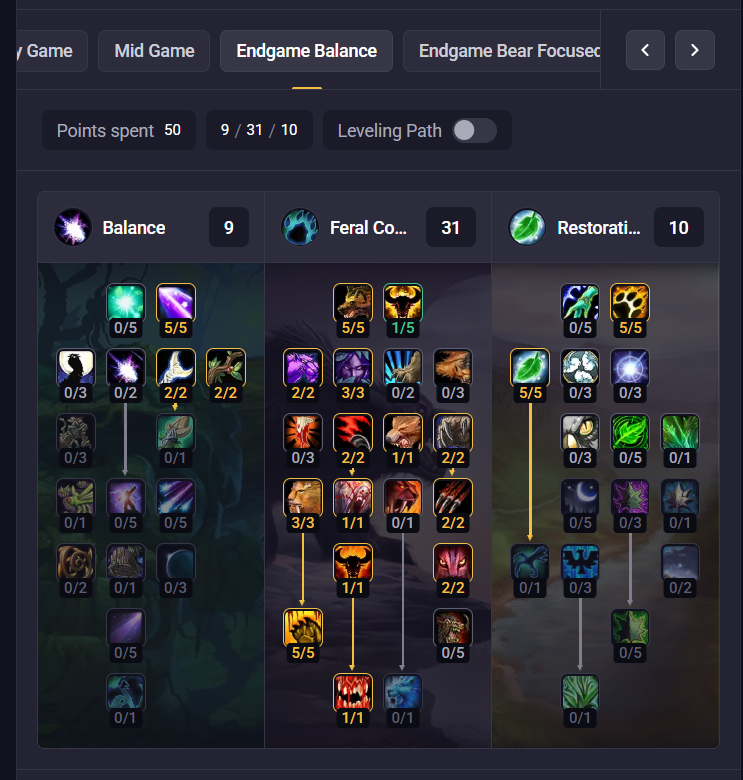 y Game
Mid Game
Endgame Balance
Endgame Bear Focused
Points spent 50
9 / 31 / 10
Leveling Path
Balance 9
Feral Co... 31
Restorati... 10
0/5 5/5 5/5 1/5 0/5 5/5
0/3 0/2 2/2 2/2 2/2 3/3 0/2 0/3 5/5 0/3 0/3
0/3 0/1 0/3 2/2 1/1 2/2 0/3 0/5 0/1
0/1 0/5 0/5 3/3 1/1 0/1 2/2 0/5 0/3 0/1
0/2 0/1 0/3 1/1 2/2 0/1 0/3 0/2
0/5 5/5 0/5 0/5
0/1 1/1 0/1 0/1